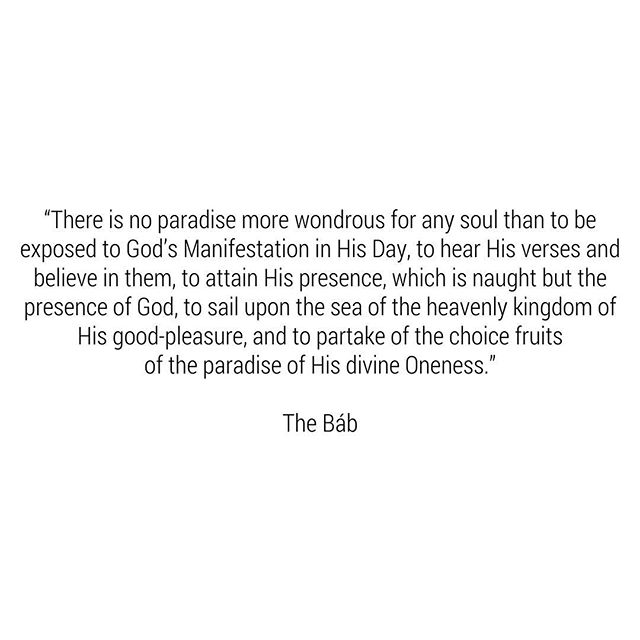 “There is no paradise more wondrous for any soul than to be
exposed to God’s Manifestation in His Day, to hear His verses and
believe in them, to attain His presence, which is naught but the
presence of God, to sail upon the sea of the heavenly kingdom of
His good-pleasure, and to partake of the choice fruits
of the paradise of His divine Oneness.”
The Báb